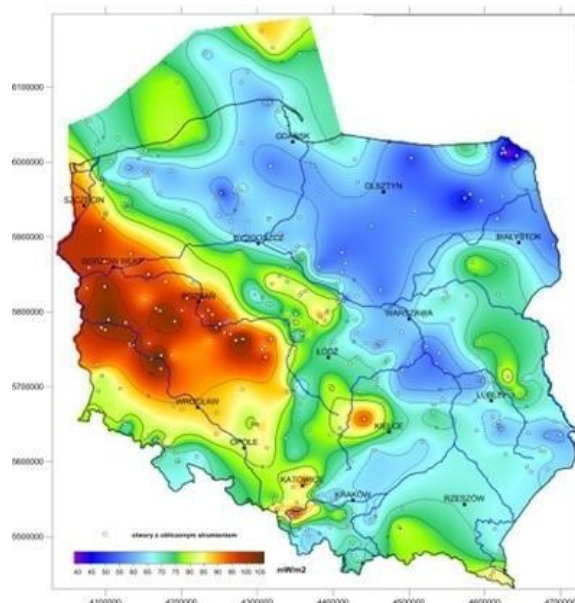 6100000
GDAŃSK
6000000
OLSZTYN
SZCZECIN
5900000
BYDGOSZCZ
BIAŁYSTOK
GORZÓW WLKP
5800000
POZNAŃ
WARSZAWA
ŁÓDŹ
5700000
LUBLIN
WROCŁAW
KIELCE
OPOLE
5600000
KATOWICE
KRAKÓW
RZESZÓW
5500000
otwory z obliczonym strumieniem
40 45 50 55 60 65 70 75 80 85 90 95 100 105 mW/m2